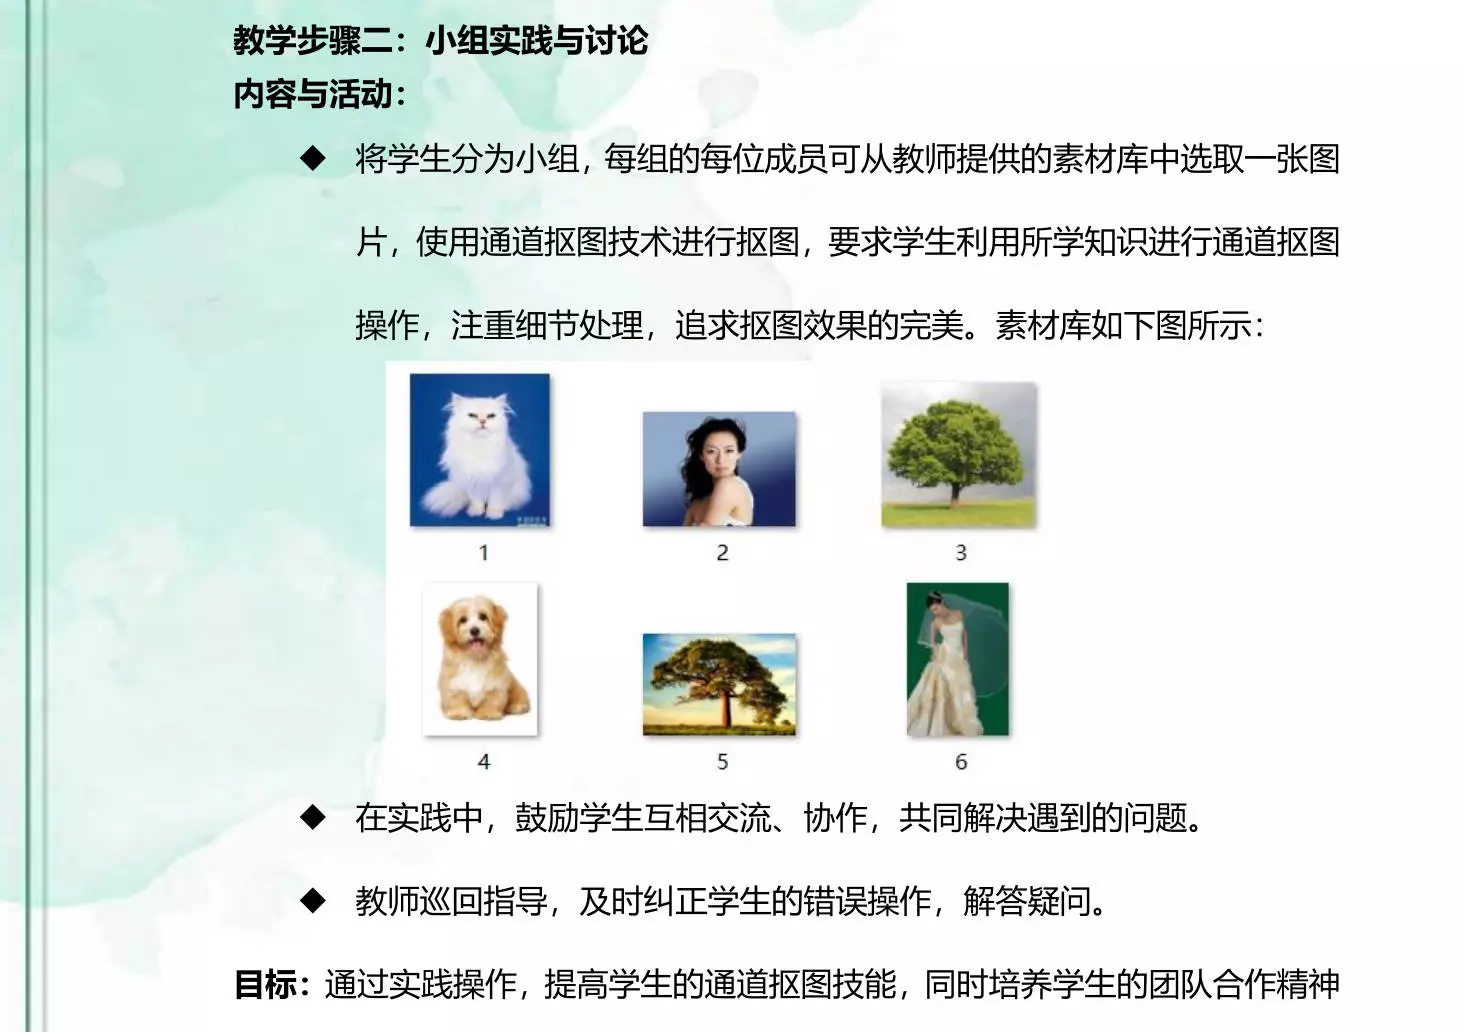 教学步骤二：小组实践与讨论
内容与活动：
◆ 将学生分为小组，每组的每位成员可从教师提供的素材库中选取一张图
片，使用通道抠图技术进行抠图，要求学生利用所学知识进行通道抠图
操作，注重细节处理，追求抠图效果的完美。素材库如下图所示：
1 2 3
4 5 6
◆ 在实践中，鼓励学生互相交流、协作，共同解决遇到的问题。
◆ 教师巡回指导，及时纠正学生的错误操作，解答疑问。
目标：通过实践操作，提高学生的通道抠图技能，同时培养学生的团队合作精神